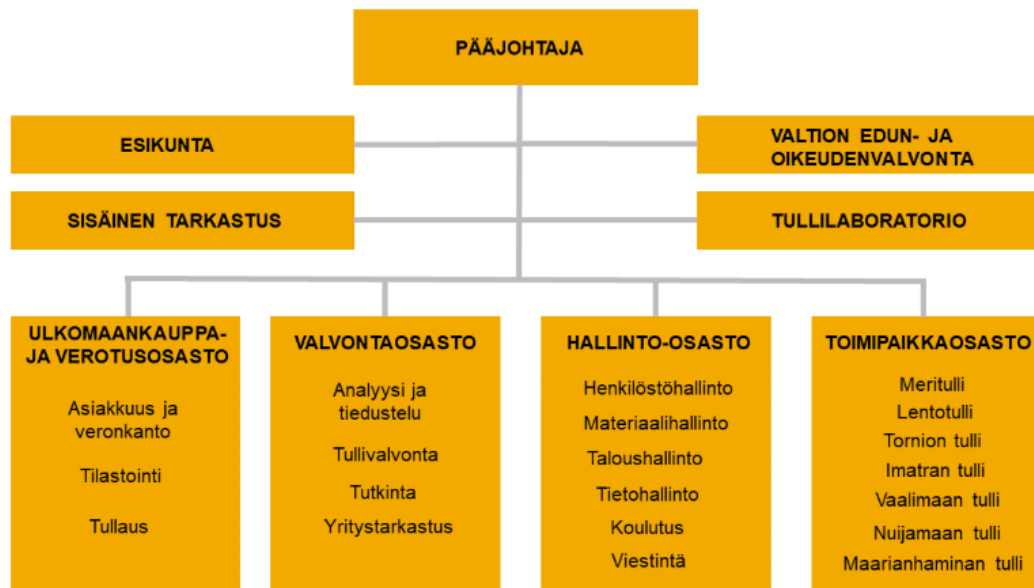 PÄÄJOHTAJA
ESIKUNTA
VALTION EDUN- JA
OIKEUDENVALVONTA
SISÄINEN TARKASTUS
TULLILABORATORIO
ULKOMAANKAUPPA-
JA VEROTUSOSASTO
Asiakkuus ja
veronkanto
Tilastointi
Tullaus
VALVONTAOSASTO
Analyysi ja
tiedustelu
Tullivalvonta
Tutkinta
Yritystarkastus
HALLINTO-OSASTO
Henkilöstöhallinto
Materiaalihallinto
Taloushallinto
Tietohallinto
Koulutus
Viestintä
TOIMIPAIKKAOSASTO
Meritulli
Lentotulli
Tornion tulli
Imatran tulli
Vaalimaan tulli
Nuijamaan tulli
Maarianhaminan tulli